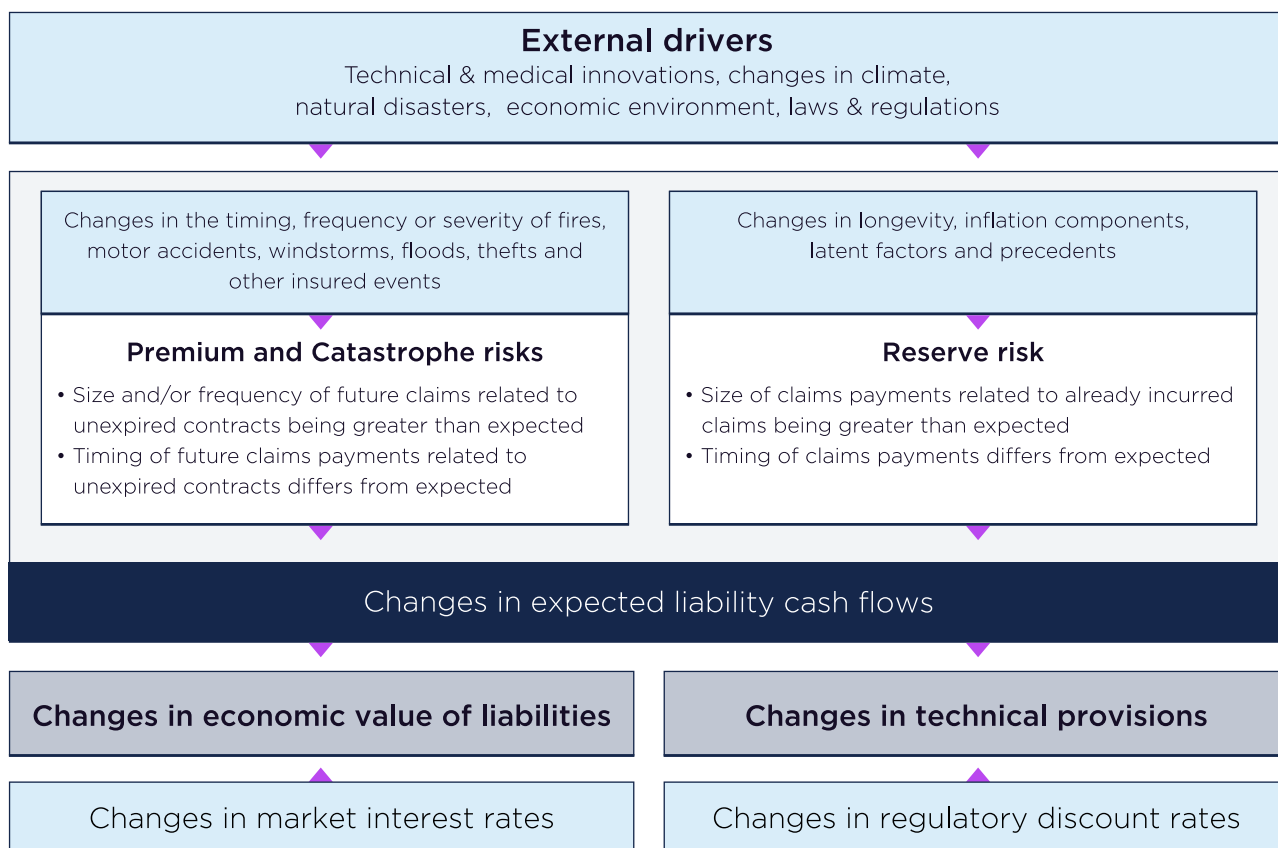 External drivers
Technical & medical innovations, changes in climate,
natural disasters, economic environment, laws & regulations
Changes in the timing, frequency or severity of fires,
motor accidents, windstorms, floods, thefts and
other insured events
Premium and Catastrophe risks
• Size and/or frequency of future claims related to
unexpired contracts being greater than expected
• Timing of future claims payments related to
unexpired contracts differs from expected
Changes in longevity, inflation components,
latent factors and precedents
Reserve risk
• Size of claims payments related to already incurred
claims being greater than expected
• Timing of claims payments differs from expected
Changes in expected liability cash flows
Changes in economic value of liabilities
Changes in technical provisions
Changes in market interest rates
Changes in regulatory discount rates